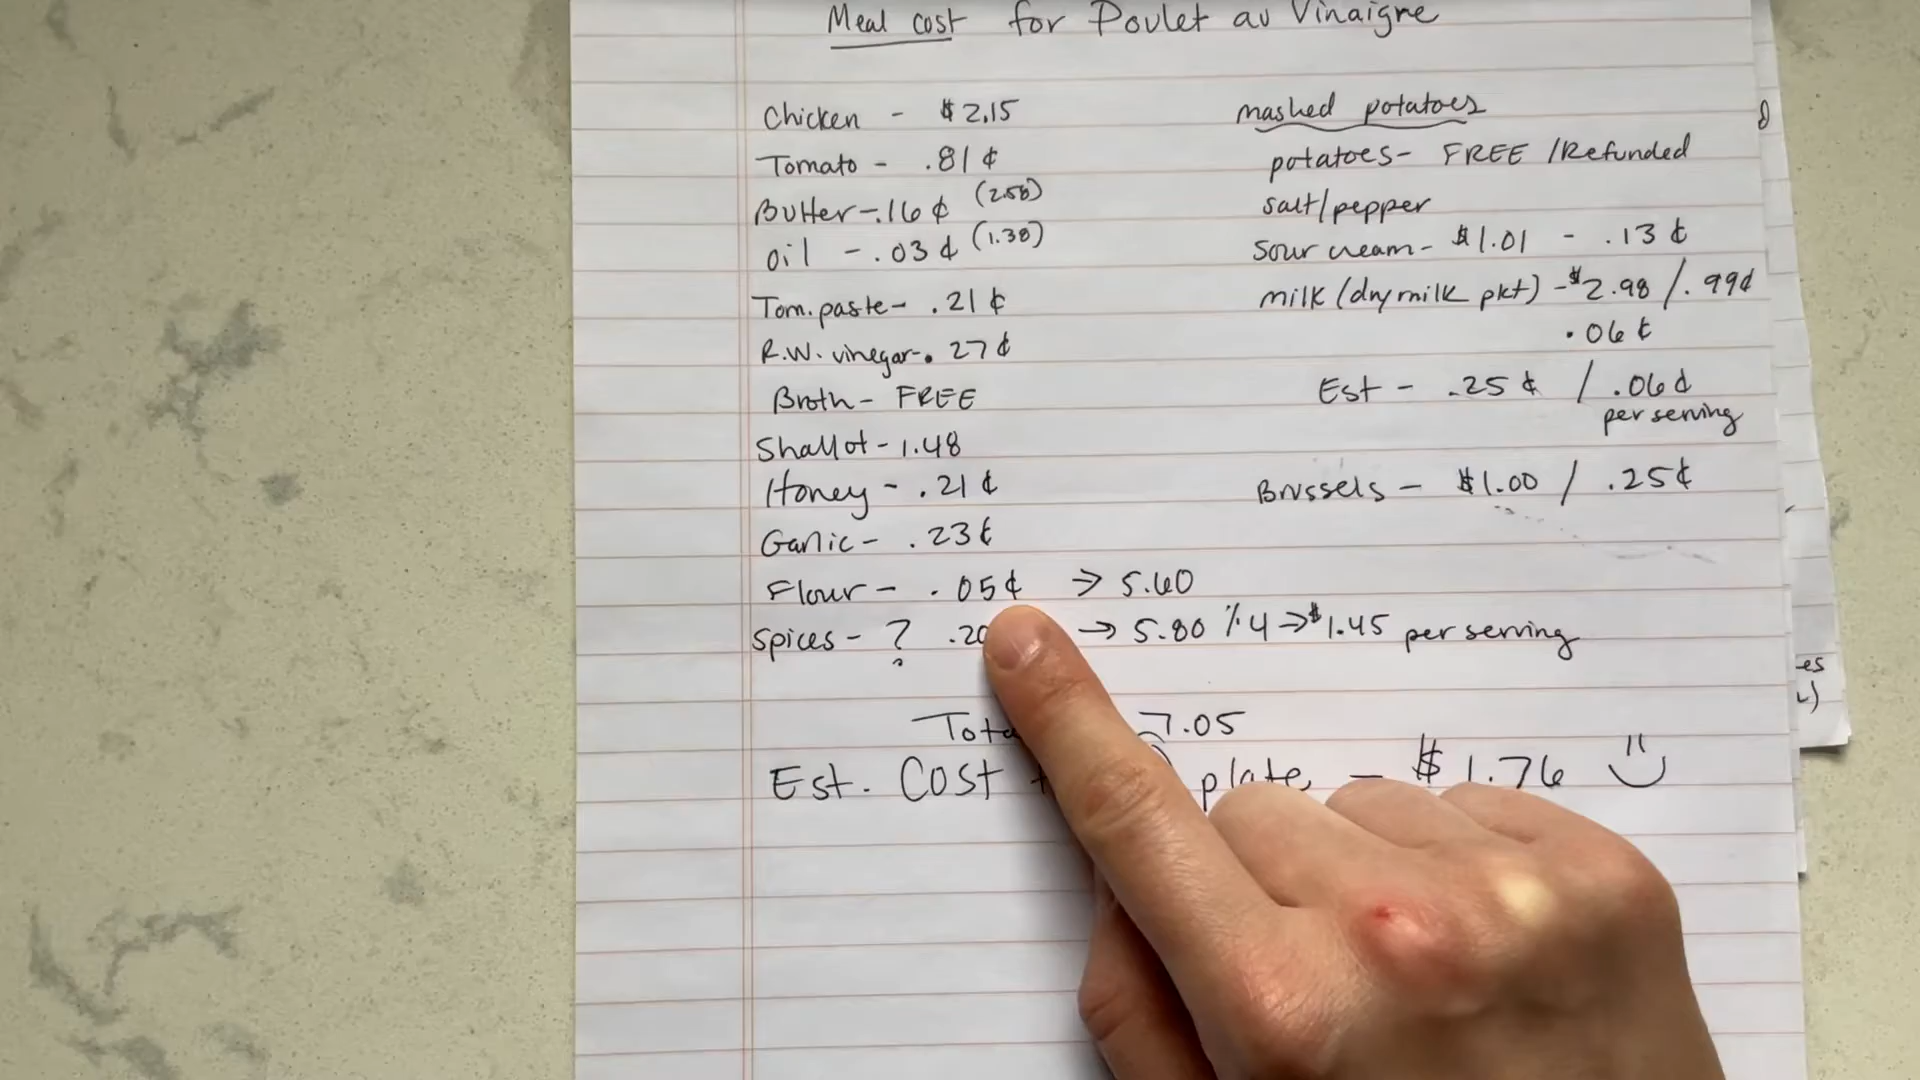 Meal cost for Poulet au Vinaigre
Chicken - $2.15
Tomato - .81 ¢
Butter - .16 ¢ (2.58)
oil - .03 ¢ (1.38)
Tom. paste - .21 ¢
R.W. vinegar - .27 ¢
Broth - FREE
Shallot - 1.48
Honey - .21 ¢
Garlic - .23 ¢
Flour - .05 ¢ → 5.60
Spices - ? .20 → 5.80 % 4 → $1.45 per serving
mashed potatoes
potatoes - FREE / Refunded
salt/pepper
sour cream - $1.01 - .13 ¢
milk (dry milk pkt) - $2.98 / .99¢
.06 ¢
Est - .25 ¢ / .06¢
per serving
Brussels - $1.00 / .25¢
7.05
Est. Cost plate - $1.76